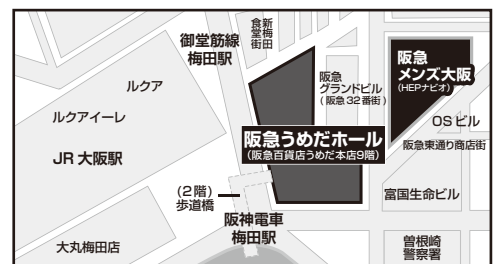 新梅田
食堂街
御堂筋線
梅田駅
阪急
メンズ大阪
(HEPナビオ)
阪急
グランドビル
(阪急32番街)
ルクア
ルクアイーレ
OSビル
阪急うめだホール
(阪急百貨店うめだ本店9階)
阪急東通り商店街
JR大阪駅
(2階)
歩道橋
富国生命ビル
阪神電車
梅田駅
大丸梅田店
曽根崎
警察署